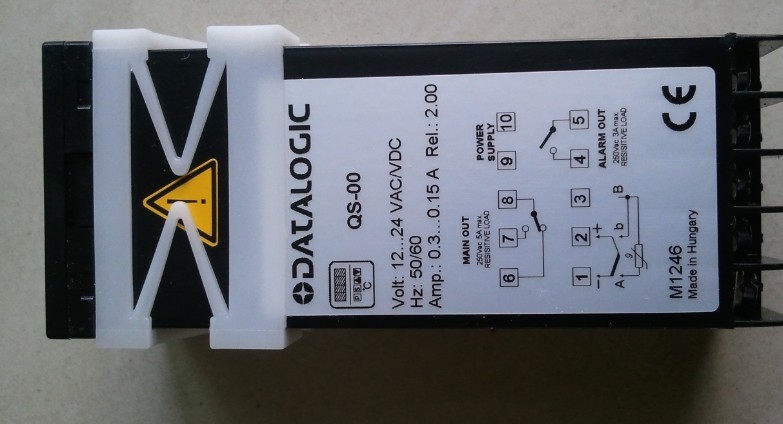 DATALOGIC
QS-00
°C
Volt: 12...24 VAC/VDC
Hz: 50/60
Amp.: 0.3...0.15 A Rel.: 2.00
MAIN OUT
250Vac 5A max.
RESISTIVE LOAD
POWER
SUPPLY
6 7 8 9 10
1 2 3 4 5
- +
A b B
ALARM OUT
250Vac 3A max.
RESISTIVE LOAD
M1246
Made in Hungary
CE